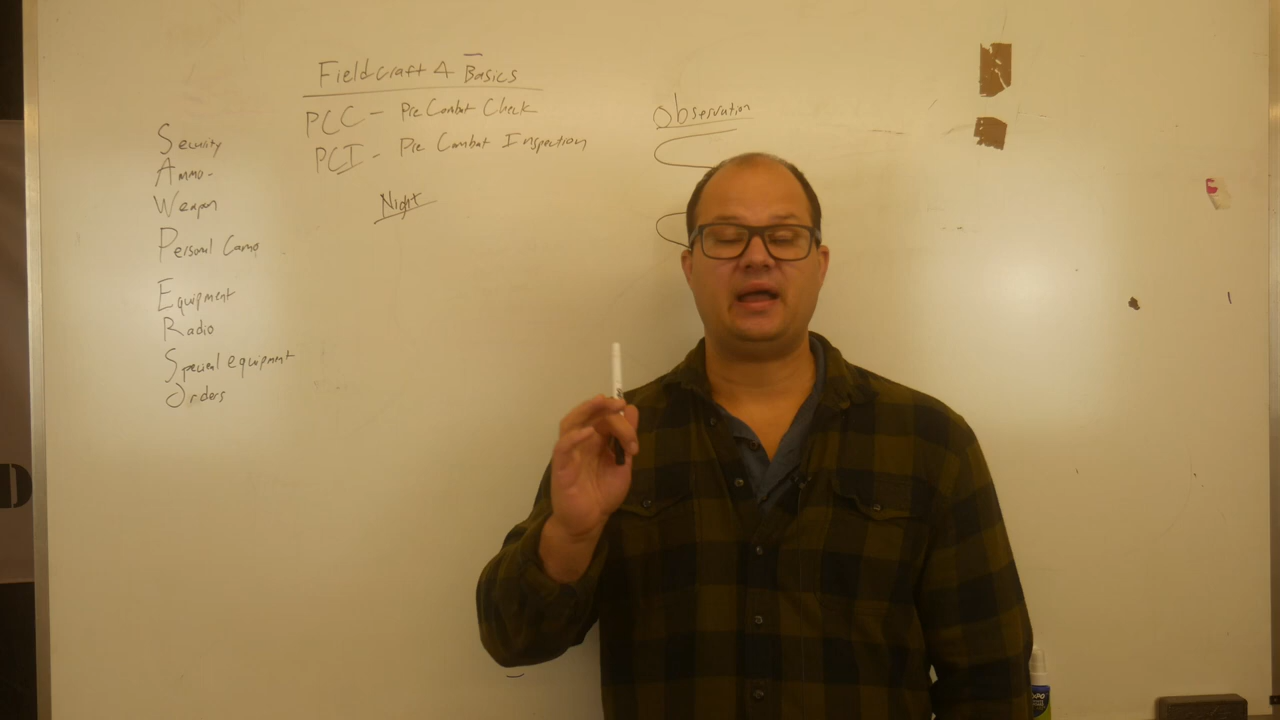 Fieldcraft 4 Basics
PCC - Pre Combat Check
PCI - Pre Combat Inspection
Night
Security
Ammo -
Weapon
Personal Camo
Equipment
Radio
Special equipment
Orders
Observation
D
EXPO